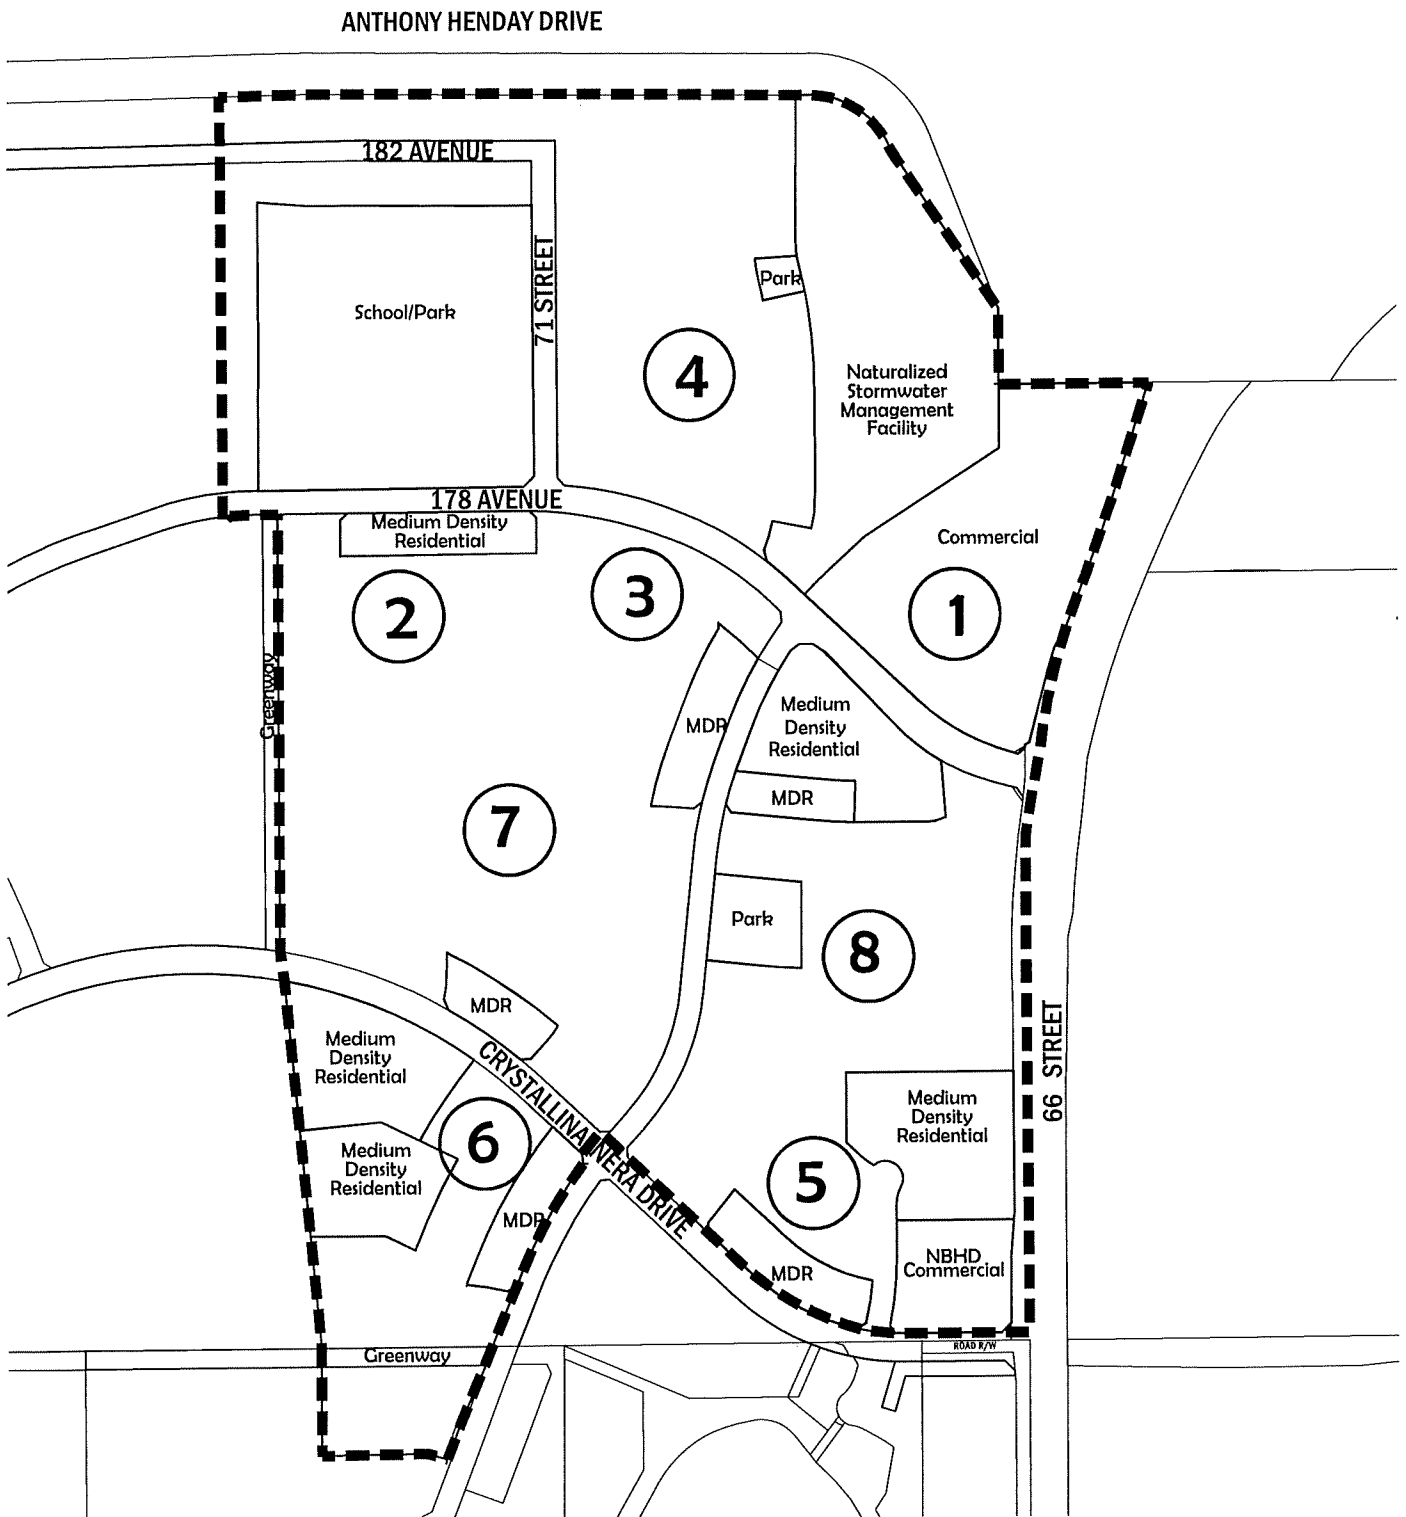 ANTHONY HENDAY DRIVE
182 AVENUE
71 STREET
School/Park
Park
4
Naturalized
Stormwater
Management
Facility
178 AVENUE
Medium Density
Residential
Commercial
2
3
1
Greenway
MDR
Medium
Density
Residential
MDR
7
Park
8
MDR
CRYSTALLINA NERA DRIVE
66 STREET
Medium
Density
Residential
Medium
Density
Residential
6
Medium
Density
Residential
5
MDR
MDR
NBHD
Commercial
ROAD R/W
Greenway